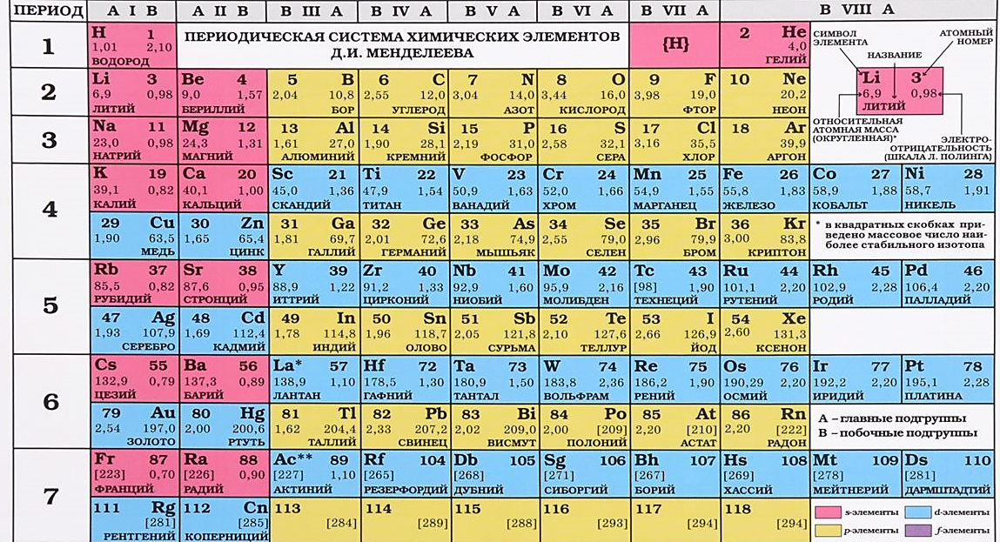 ПЕРИОД A I B A II B B III A B IV A B V A B VI A B VII A B VIII A
1
H 1
1,01 2,10
ВОДОРОД
ПЕРИОДИЧЕСКАЯ СИСТЕМА ХИМИЧЕСКИХ ЭЛЕМЕНТОВ
Д.И. МЕНДЕЛЕЕВА
{H}
2 He
4,0
ГЕЛИЙ
СИМВОЛ
ЭЛЕМЕНТА
АТОМНЫЙ
НОМЕР
НАЗВАНИЕ
Li 3
6,9 0,98
ЛИТИЙ
ОТНОСИТЕЛЬНАЯ
АТОМНАЯ МАССА
(ОКРУГЛЕННАЯ)*
ЭЛЕКТРО-
ОТРИЦАТЕЛЬНОСТЬ
(ШКАЛА Л. ПОЛИНГА)
2
Li 3 Be 4 5 B 6 C 7 N 8 O 9 F 10 Ne
6,9 0,98 9,0 1,57 2,04 10,8 2,55 12,0 3,04 14,0 3,44 16,0 3,98 19,0 20,2
ЛИТИЙ БЕРИЛЛИЙ БОР УГЛЕРОД АЗОТ КИСЛОРОД ФТОР НЕОН
3
Na 11 Mg 12 13 Al 14 Si 15 P 16 S 17 Cl 18 Ar
23,0 0,98 24,3 1,31 1,61 27,0 1,90 28,1 2,19 31,0 2,58 32,1 3,16 35,5 39,9
НАТРИЙ МАГНИЙ АЛЮМИНИЙ КРЕМНИЙ ФОСФОР СЕРА ХЛОР АРГОН
4
K 19 Ca 20 Sc 21 Ti 22 V 23 Cr 24 Mn 25 Fe 26 Co 27 Ni 28
39,1 0,82 40,1 1,00 45,0 1,36 47,9 1,54 50,9 1,63 52,0 1,66 54,9 1,55 55,8 1,83 58,9 1,88 58,7 1,91
КАЛИЙ КАЛЬЦИЙ СКАНДИЙ ТИТАН ВАНАДИЙ ХРОМ МАРГАНЕЦ ЖЕЛЕЗО КОБАЛЬТ НИКЕЛЬ
29 Cu 30 Zn 31 Ga 32 Ge 33 As 34 Se 35 Br 36 Kr
1,90 63,5 1,65 65,4 1,81 69,7 2,01 72,6 2,18 74,9 2,55 79,0 2,96 79,9 3,00 83,8
МЕДЬ ЦИНК ГАЛЛИЙ ГЕРМАНИЙ МЫШЬЯК СЕЛЕН БРОМ КРИПТОН
* в квадратных скобках при-
ведено массовое число наи-
более стабильного изотопа
5
Rb 37 Sr 38 Y 39 Zr 40 Nb 41 Mo 42 Tc 43 Ru 44 Rh 45 Pd 46
85,5 0,82 87,6 0,95 88,9 1,22 91,2 1,33 92,9 1,60 95,9 2,16 [98] 1,90 101,1 2,20 102,9 2,28 106,4 2,20
РУБИДИЙ СТРОНЦИЙ ИТТРИЙ ЦИРКОНИЙ НИОБИЙ МОЛИБДЕН ТЕХНЕЦИЙ РУТЕНИЙ РОДИЙ ПАЛЛАДИЙ
47 Ag 48 Cd 49 In 50 Sn 51 Sb 52 Te 53 I 54 Xe
1,93 107,9 1,69 112,4 1,78 114,8 1,96 118,7 2,05 121,8 2,10 127,6 2,66 126,9 2,60 131,3
СЕРЕБРО КАДМИЙ ИНДИЙ ОЛОВО СУРЬМА ТЕЛЛУР ЙОД КСЕНОН
6
Cs 55 Ba 56 La* 57 Hf 72 Ta 73 W 74 Re 75 Os 76 Ir 77 Pt 78
132,9 0,79 137,3 0,89 138,9 1,10 178,5 1,30 180,9 1,50 183,8 2,36 186,2 1,90 190,29 2,20 192,2 2,20 195,1 2,28
ЦЕЗИЙ БАРИЙ ЛАНТАН ГАФНИЙ ТАНТАЛ ВОЛЬФРАМ РЕНИЙ ОСМИЙ ИРИДИЙ ПЛАТИНА
79 Au 80 Hg 81 Tl 82 Pb 83 Bi 84 Po 85 At 86 Rn
2,54 197,0 2,00 200,6 1,62 204,4 2,33 207,2 2,02 209,0 2,00 [209] 2,20 [210] 2,20 [222]
ЗОЛОТО РТУТЬ ТАЛЛИЙ СВИНЕЦ ВИСМУТ ПОЛОНИЙ АСТАТ РАДОН
А – главные подгруппы
В – побочные подгруппы
7
Fr 87 Ra 88 Ac** 89 Rf 104 Db 105 Sg 106 Bh 107 Hs 108 Mt 109 Ds 110
[223] 0,70 [226] 0,90 [227] 1,10 [265] [268] [271] [267] [269] [278] [281]
ФРАНЦИЙ РАДИЙ АКТИНИЙ РЕЗЕРФОРДИЙ ДУБНИЙ СИБОРГИЙ БОРИЙ ХАССИЙ МЕЙТНЕРИЙ ДАРМШТАДТИЙ
111 Rg 112 Cn 113 114 115 116 117 118
[281] [285] [284] [289] [288] [293] [294] [294]
РЕНТГЕНИЙ КОПЕРНИЦИЙ
s-элементы d-элементы
p-элементы f-элементы